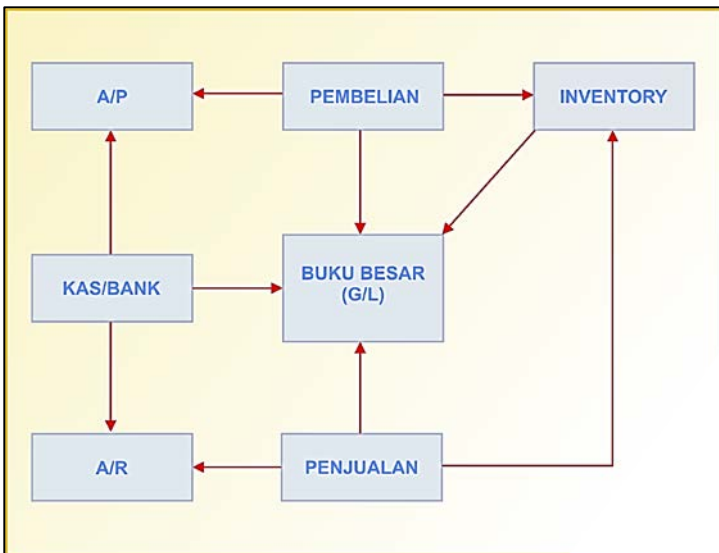 A/P
PEMBELIAN
INVENTORY
KAS/BANK
BUKU BESAR
(G/L)
A/R
PENJUALAN